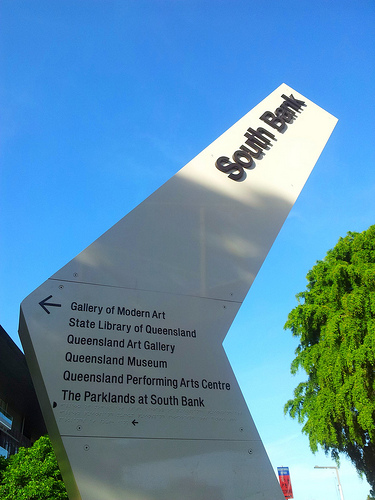 South Bank
Gallery of Modern Art
State Library of Queensland
Queensland Art Gallery
Queensland Museum
Queensland Performing Arts Centre
The Parklands at South Bank